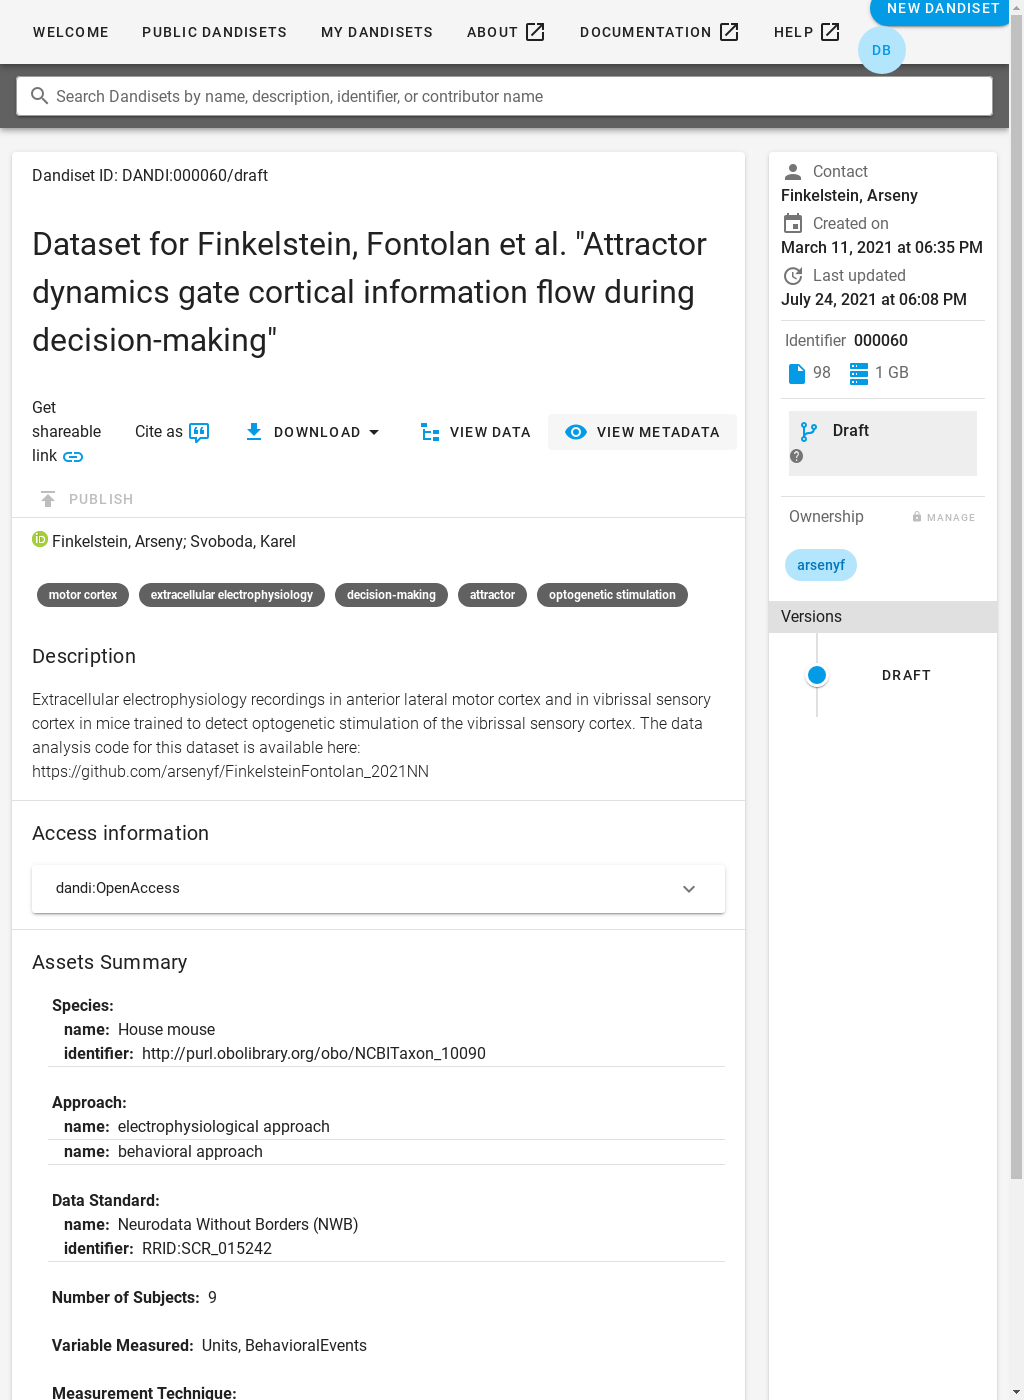 WELCOME PUBLIC DANDISETS MY DANDISETS ABOUT DOCUMENTATION HELP NEW DANDISET
DB
Search Dandisets by name, description, identifier, or contributor name
Dandiset ID: DANDI:000060/draft
Dataset for Finkelstein, Fontolan et al. "Attractor
dynamics gate cortical information flow during
decision-making"
Get
shareable
link
Cite as
DOWNLOAD
VIEW DATA
VIEW METADATA
PUBLISH
iD Finkelstein, Arseny; Svoboda, Karel
motor cortex extracellular electrophysiology decision-making attractor optogenetic stimulation
Description
Extracellular electrophysiology recordings in anterior lateral motor cortex and in vibrissal sensory
cortex in mice trained to detect optogenetic stimulation of the vibrissal sensory cortex. The data
analysis code for this dataset is available here:
https://github.com/arsenyf/FinkelsteinFontolan_2021NN
Access information
dandi:OpenAccess
Assets Summary
Species:
name: House mouse
identifier: http://purl.obolibrary.org/obo/NCBITaxon_10090
Approach:
name: electrophysiological approach
name: behavioral approach
Data Standard:
name: Neurodata Without Borders (NWB)
identifier: RRID:SCR_015242
Number of Subjects: 9
Variable Measured: Units, BehavioralEvents
Measurement Technique:
Contact
Finkelstein, Arseny
Created on
March 11, 2021 at 06:35 PM
Last updated
July 24, 2021 at 06:08 PM
Identifier 000060
98 1 GB
Draft
?
Ownership MANAGE
arsenyf
Versions
DRAFT